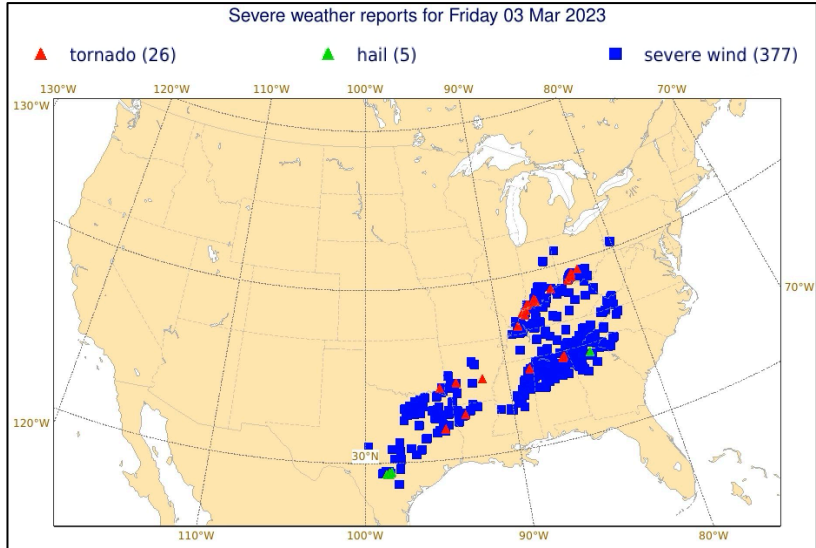 Severe weather reports for Friday 03 Mar 2023
tornado (26) hail (5) severe wind (377)
130°W 120°W 110°W 100°W 90°W 80°W 70°W
130°W
70°W
120°W
30°N
110°W 100°W 90°W 80°W